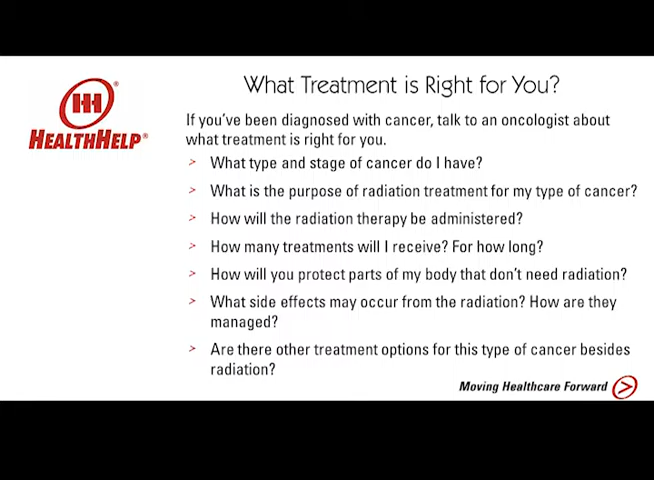 What Treatment is Right for You?
HEALTHHELP®
If you've been diagnosed with cancer, talk to an oncologist about
what treatment is right for you.
> What type and stage of cancer do I have?
> What is the purpose of radiation treatment for my type of cancer?
> How will the radiation therapy be administered?
> How many treatments will I receive? For how long?
> How will you protect parts of my body that don't need radiation?
> What side effects may occur from the radiation? How are they
managed?
> Are there other treatment options for this type of cancer besides
radiation?
Moving Healthcare Forward